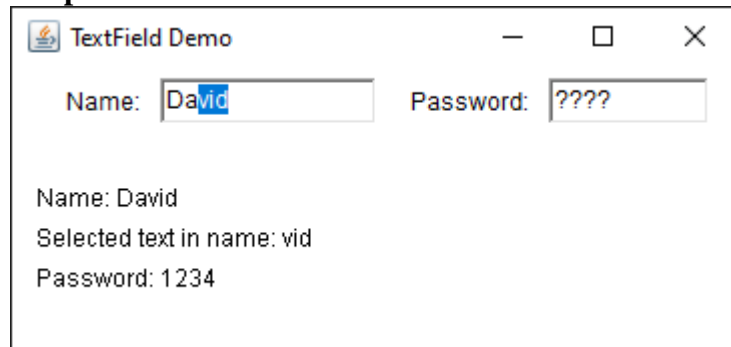 TextField Demo
Name: David Password: ????
Name: David
Selected text in name: vid
Password: 1234